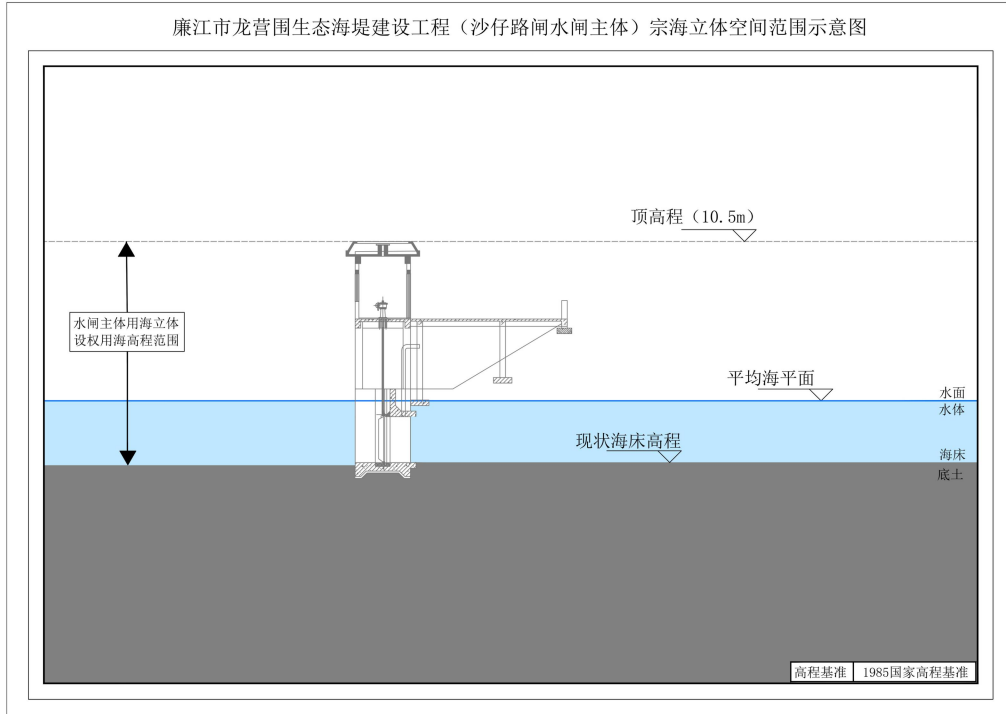 廉江市龙营围生态海堤建设工程（沙仔路闸水闸主体）宗海立体空间范围示意图
顶高程（10.5m）
水闸主体用海立体
设权用海高程范围
平均海平面
水面
水体
现状海床高程
海床
底土
高程基准 1985国家高程基准